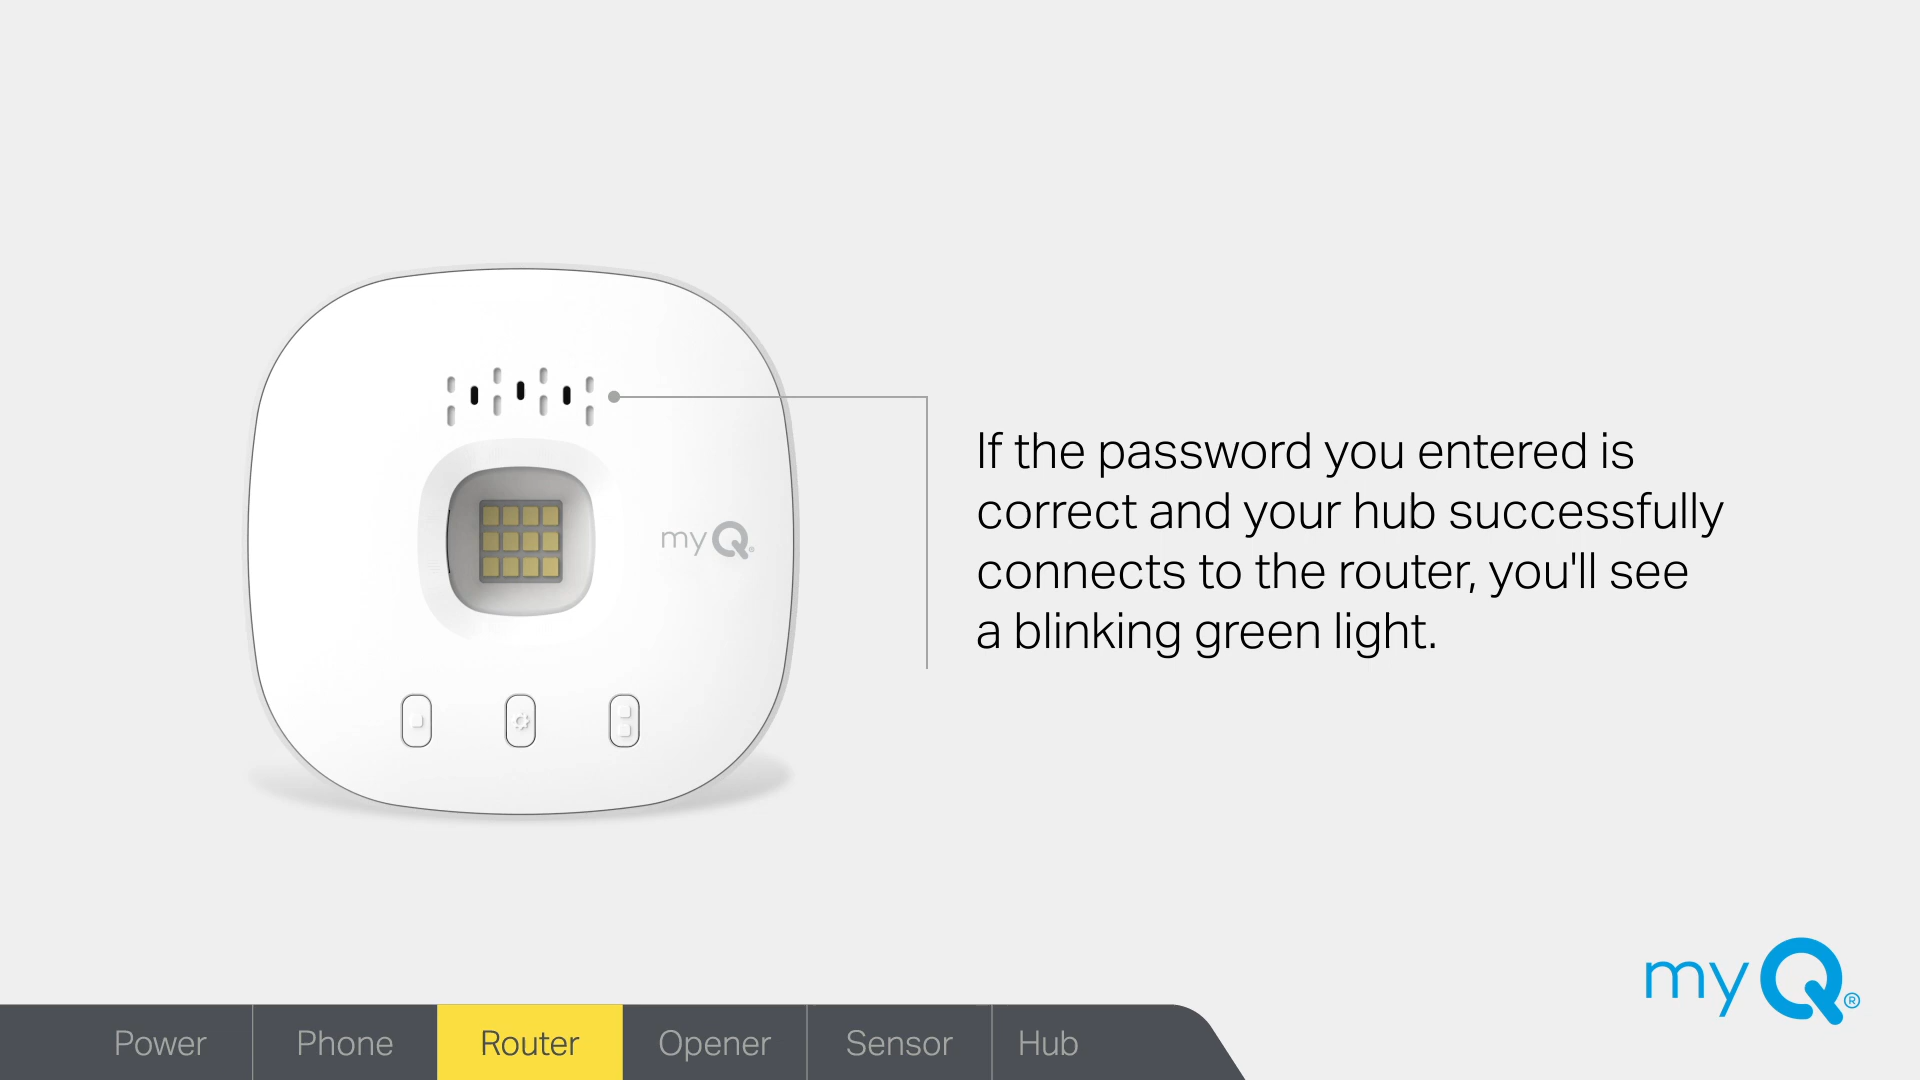 myQ®
If the password you entered is
correct and your hub successfully
connects to the router, you'll see
a blinking green light.
myQ®
Power
Phone
Router
Opener
Sensor
Hub